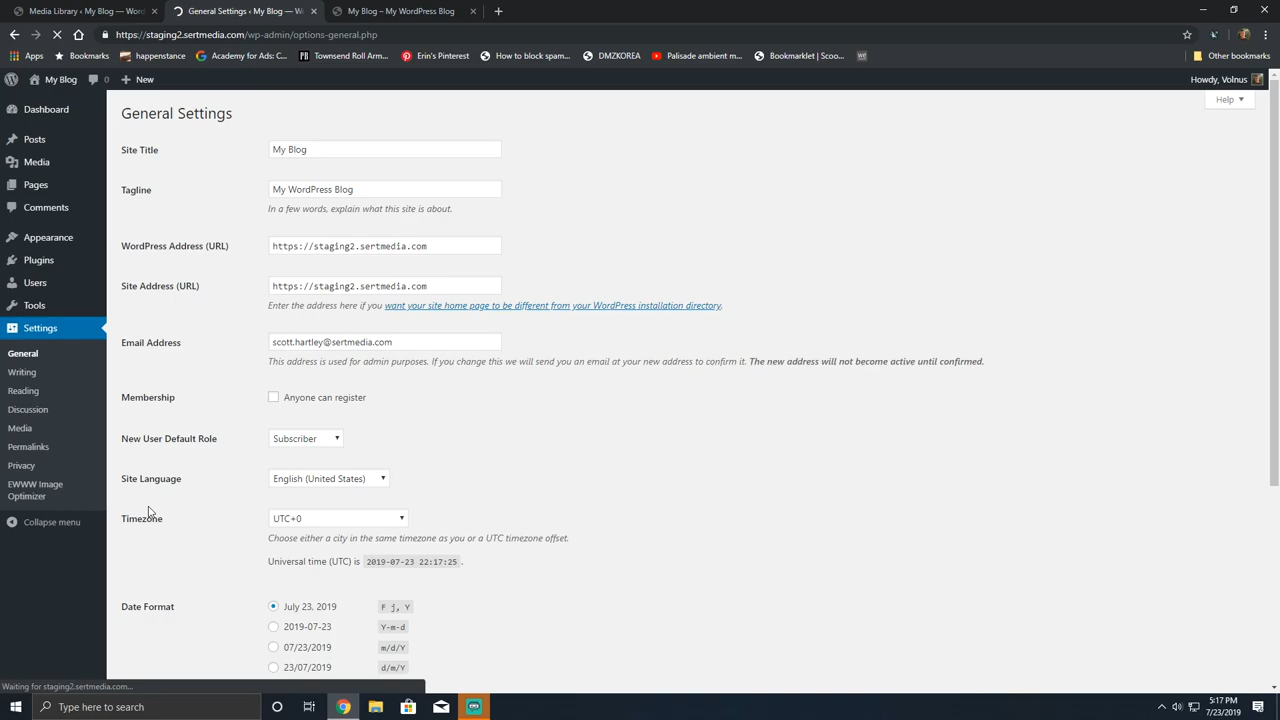 Media Library ‹ My Blog — Word
General Settings ‹ My Blog — W
My Blog — My WordPress Blog
https://staging2.sertmedia.com/wp-admin/options-general.php
Apps
happenstance
Academy for Ads C...
Townsend Roll Arm...
Erin's Pinterest
How to block spam...
DMZKOREA
Palisade ambient m...
Bookmarklet | Scoo...
My Blog
0
New
Howdy, Volnus
Help
Dashboard
Posts
Media
Pages
Comments
Appearance
Plugins
Users
Tools
Settings
General
Writing
Reading
Discussion
Media
Permalinks
Privacy
EWWW Image
Optimizer
Collapse menu
General Settings
Site Title
My Blog
Tagline
My WordPress Blog
In a few words, explain what this site is about.
WordPress Address (URL)
https://staging2.sertmedia.com
Site Address (URL)
https://staging2.sertmedia.com
Enter the address here if you want your site home page to be different from your WordPress installation directory.
Email Address
scott.hartley@sertmedia.com
This address is used for admin purposes. If you change this we will send you an email at your new address to confirm it. The new address will not become active until confirmed.
Membership
Anyone can register
New User Default Role
Subscriber
Site Language
English (United States)
Timezone
UTC+0
Choose either a city in the same timezone as you or a UTC timezone offset.
Universal time (UTC) is 2019-07-23 22:17:25 .
Date Format
July 23, 2019
F j, Y
2019-07-23
Y-m-d
07/23/2019
m/d/Y
23/07/2019
d/m/Y
Waiting for staging2.sertmedia.com...
Type here to search
5:17 PM
7/23/2019